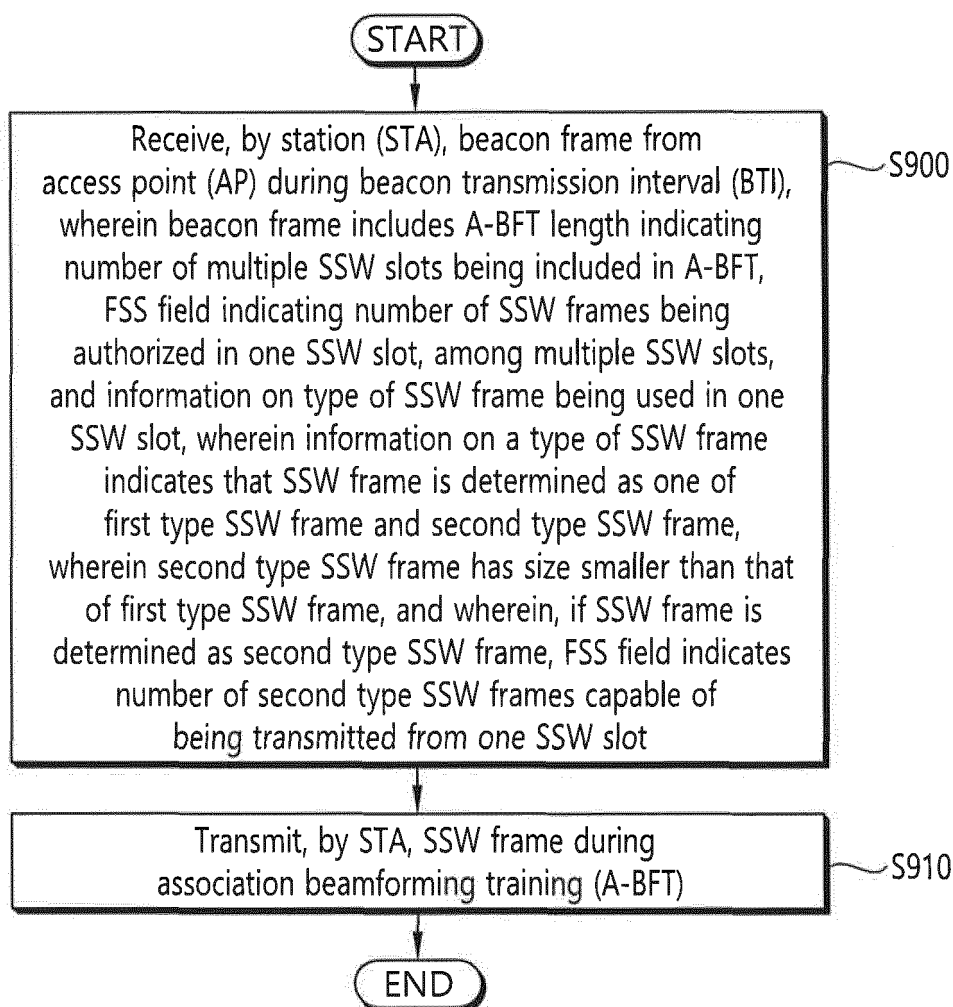 START
Receive, by station (STA), beacon frame from
access point (AP) during beacon transmission interval (BTI),
wherein beacon frame includes A-BFT length indicating
number of multiple SSW slots being included in A-BFT,
FSS field indicating number of SSW frames being
authorized in one SSW slot, among multiple SSW slots,
and information on type of SSW frame being used in one
SSW slot, wherein information on a type of SSW frame
indicates that SSW frame is determined as one of
first type SSW frame and second type SSW frame,
wherein second type SSW frame has size smaller than that
of first type SSW frame, and wherein, if SSW frame is
determined as second type SSW frame, FSS field indicates
number of second type SSW frames capable of
being transmitted from one SSW slot
S900
Transmit, by STA, SSW frame during
association beamforming training (A-BFT)
S910
END